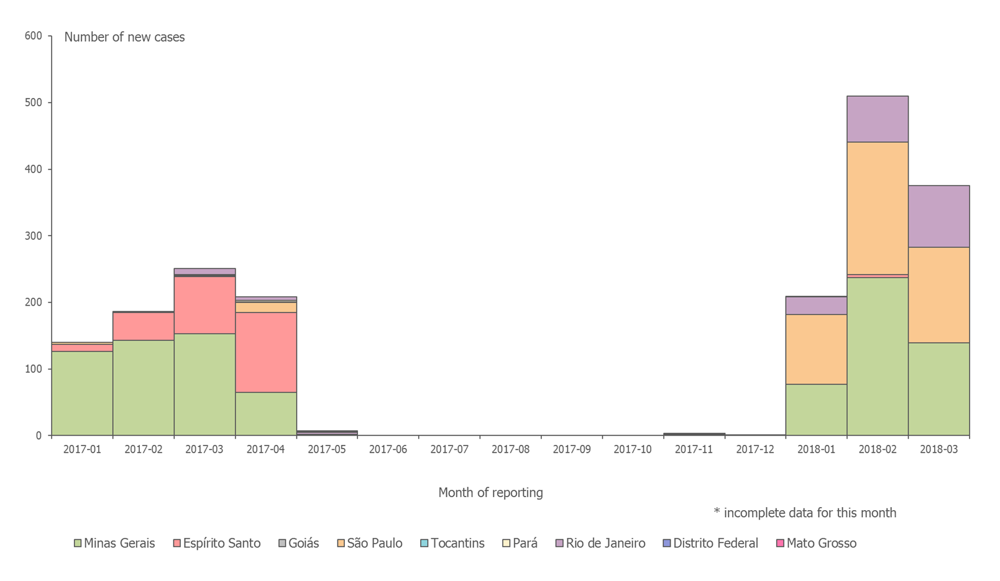 Number of new cases
600
500
400
300
200
100
0
2017-01 2017-02 2017-03 2017-04 2017-05 2017-06 2017-07 2017-08 2017-09 2017-10 2017-11 2017-12 2018-01 2018-02 2018-03
Month of reporting
* incomplete data for this month
Minas Gerais Espírito Santo Goiás São Paulo Tocantins Pará Rio de Janeiro Distrito Federal Mato Grosso